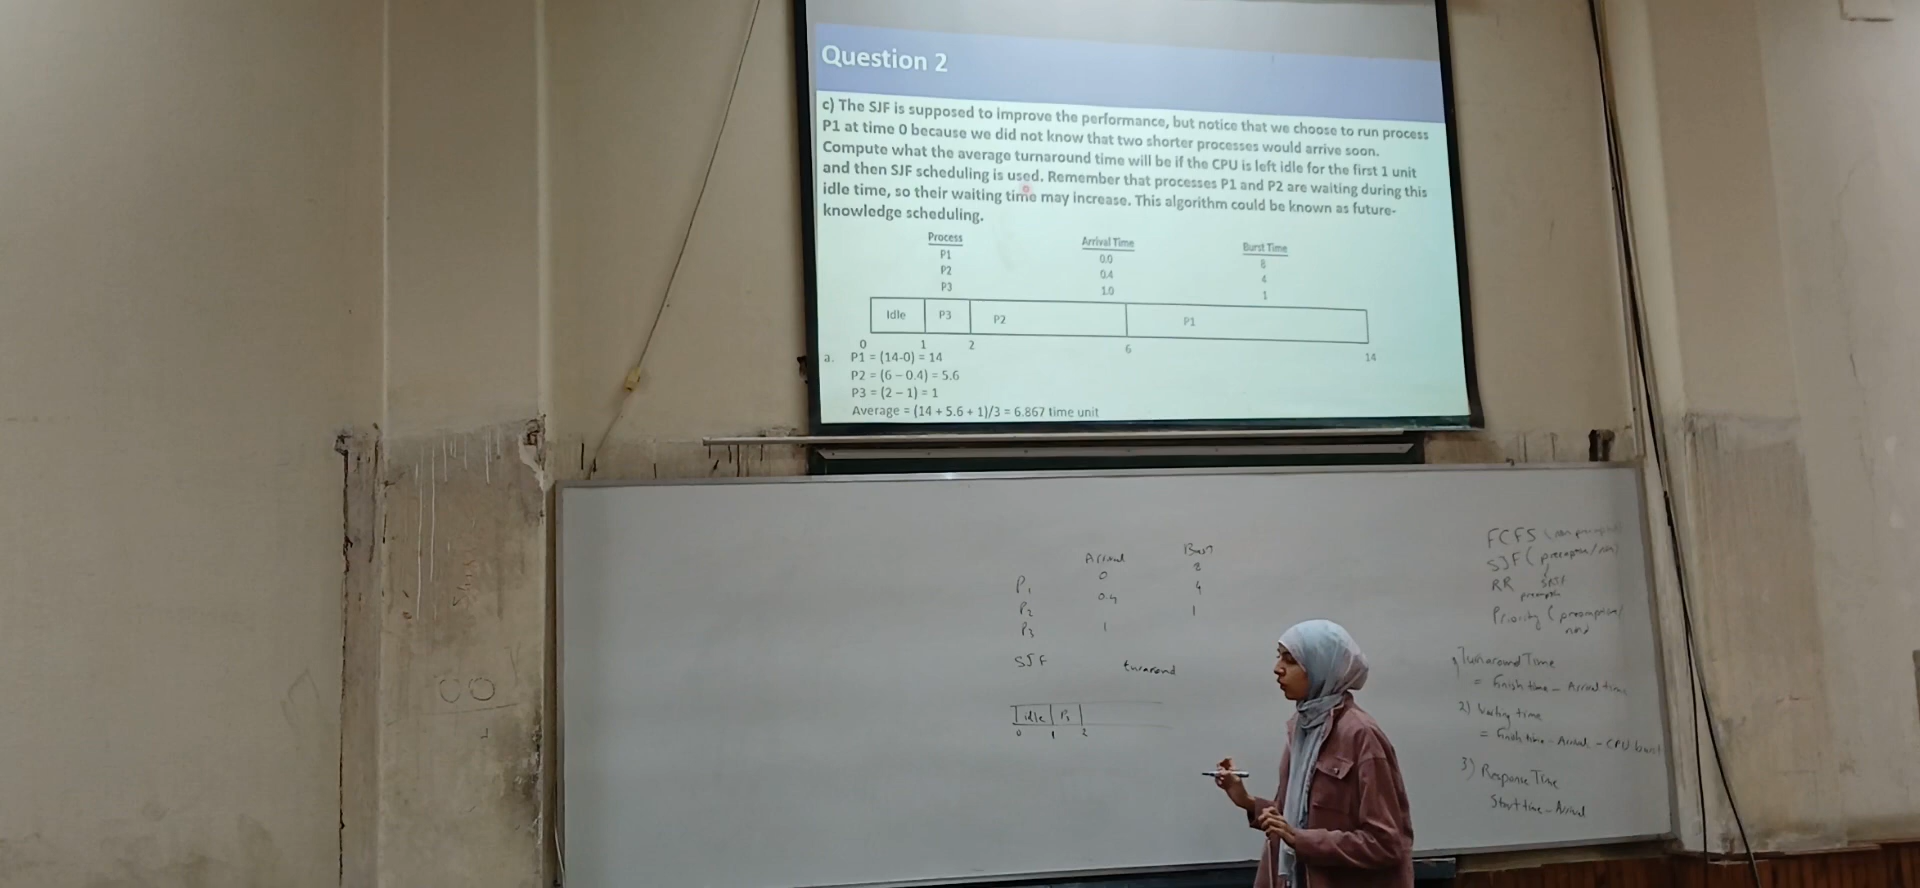 Question 2
c) The SJF is supposed to improve the performance, but notice that we choose to run process
P1 at time 0 because we did not know that two shorter processes would arrive soon.
Compute what the average turnaround time will be if the CPU is left idle for the first 1 unit
and then SJF scheduling is used. Remember that processes P1 and P2 are waiting during this
idle time, so their waiting time may increase. This algorithm could be known as future-
knowledge scheduling.
Process Arrival Time Burst Time
P1 0.0 8
P2 0.4 4
P3 1.0 1
Idle P3 P2 P1
0 1 2 6 14
a. P1 = (14-0) = 14
P2 = (6 – 0.4) = 5.6
P3 = (2 – 1) = 1
Average = (14 + 5.6 + 1)/3 = 6.867 time unit
Arrival
P1 0
P2 0.4 4
P3 1 1
SJF turnaround
idle P3
0 1 2
FCFS
SJF
RR
Priority
1) Turnaround Time
= finish time - Arrival time
2) Waiting time
= finish time - Arrival - CPU burst
3) Response Time
Start time - Arrival